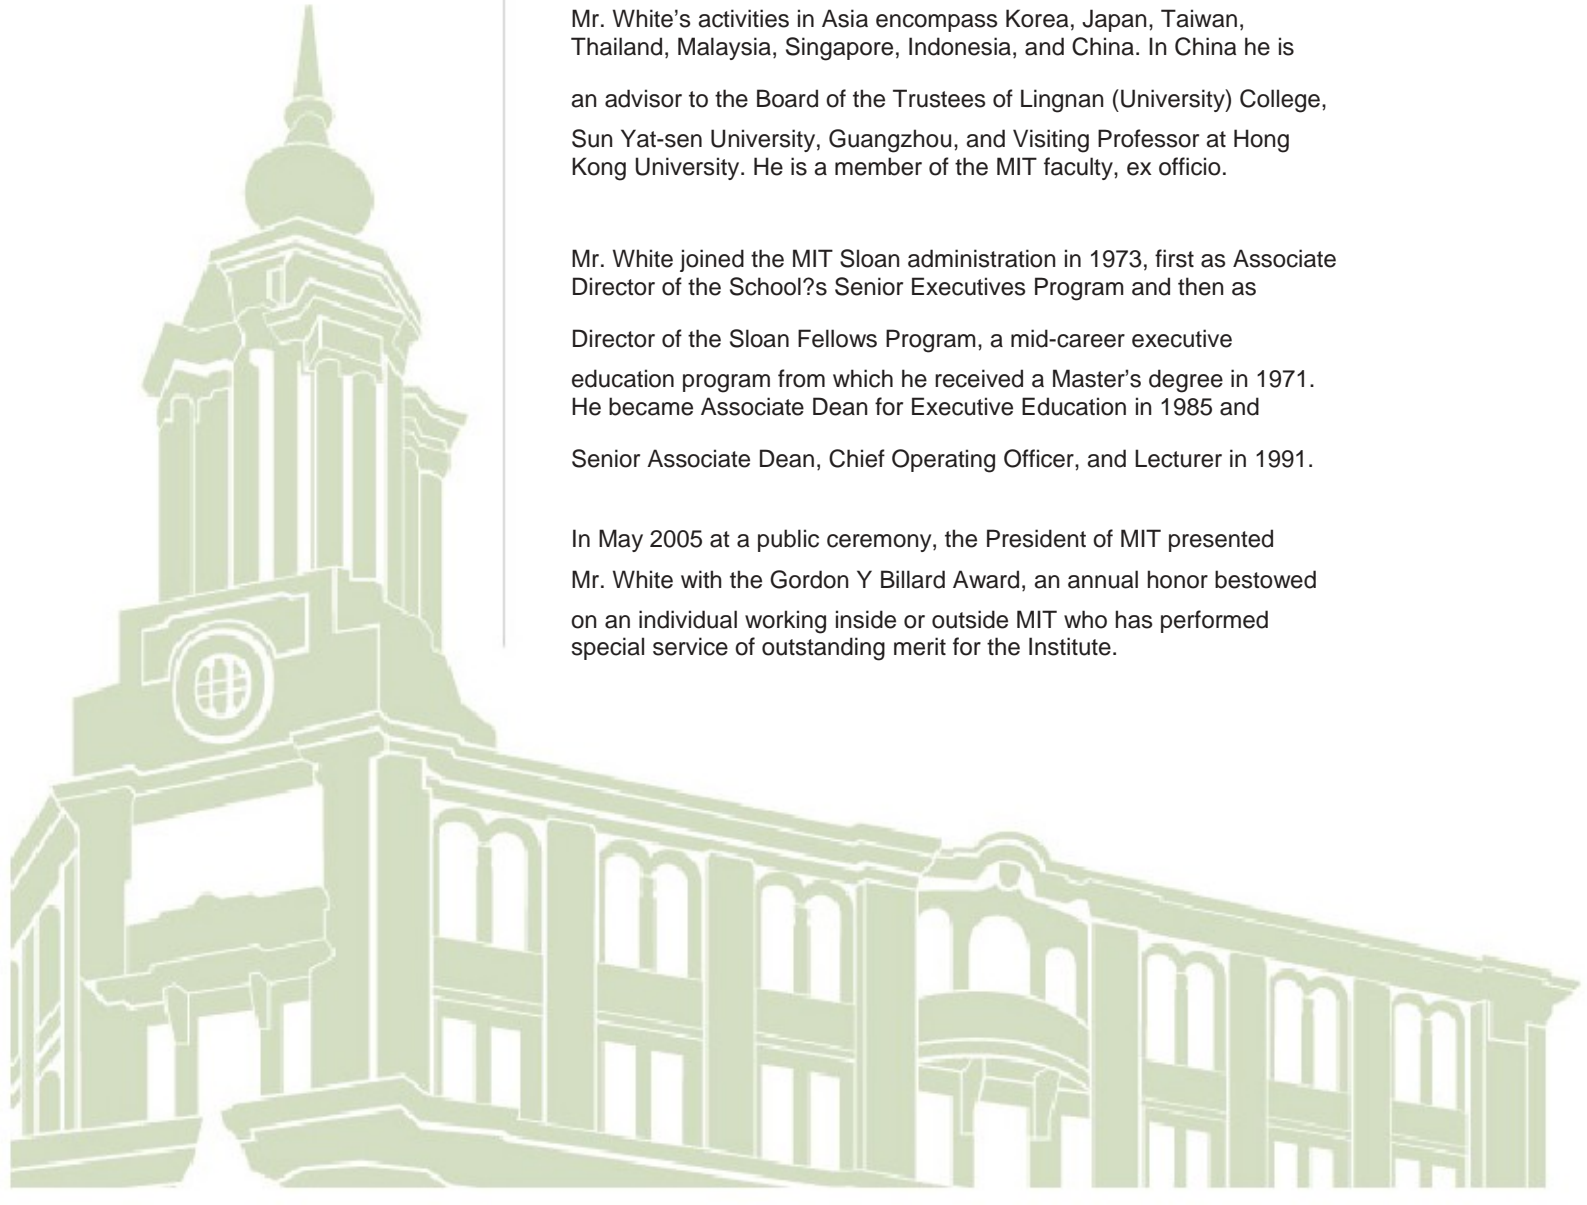 Mr. White’s activities in Asia encompass Korea, Japan, Taiwan,
Thailand, Malaysia, Singapore, Indonesia, and China. In China he is
an advisor to the Board of the Trustees of Lingnan (University) College,
Sun Yat-sen University, Guangzhou, and Visiting Professor at Hong
Kong University. He is a member of the MIT faculty, ex officio.
Mr. White joined the MIT Sloan administration in 1973, first as Associate
Director of the School?s Senior Executives Program and then as
Director of the Sloan Fellows Program, a mid-career executive
education program from which he received a Master’s degree in 1971.
He became Associate Dean for Executive Education in 1985 and
Senior Associate Dean, Chief Operating Officer, and Lecturer in 1991.
In May 2005 at a public ceremony, the President of MIT presented
Mr. White with the Gordon Y Billard Award, an annual honor bestowed
on an individual working inside or outside MIT who has performed
special service of outstanding merit for the Institute.